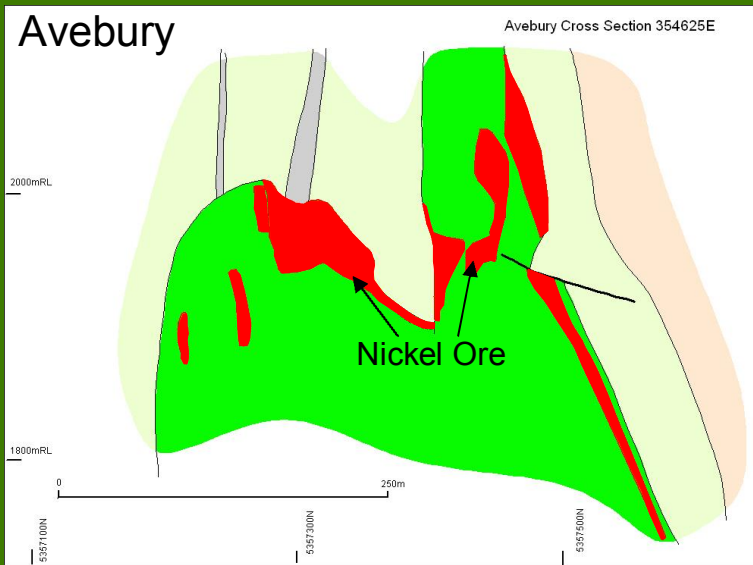 Avebury
Avebury Cross Section 354625E
2000mRL
Nickel Ore
1800mRL
0
250m
5357100N
5357300N
5357500N